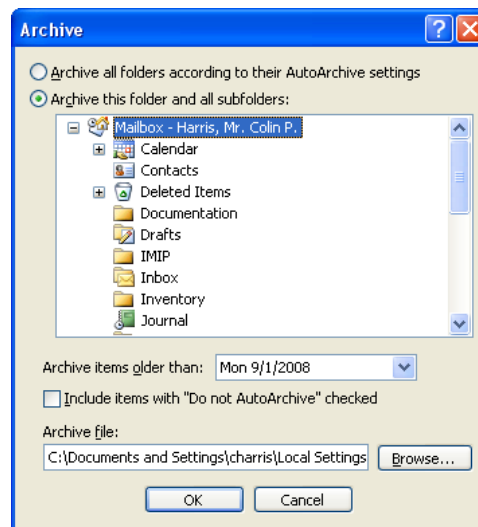 Archive
Archive all folders according to their AutoArchive settings
Archive this folder and all subfolders:
Mailbox - Harris, Mr. Colin P.
Calendar
Contacts
Deleted Items
Documentation
Drafts
IMIP
Inbox
Inventory
Journal
Archive items older than: Mon 9/1/2008
Include items with "Do not AutoArchive" checked
Archive file:
C:\Documents and Settings\charris\Local Settings Browse...
OK Cancel